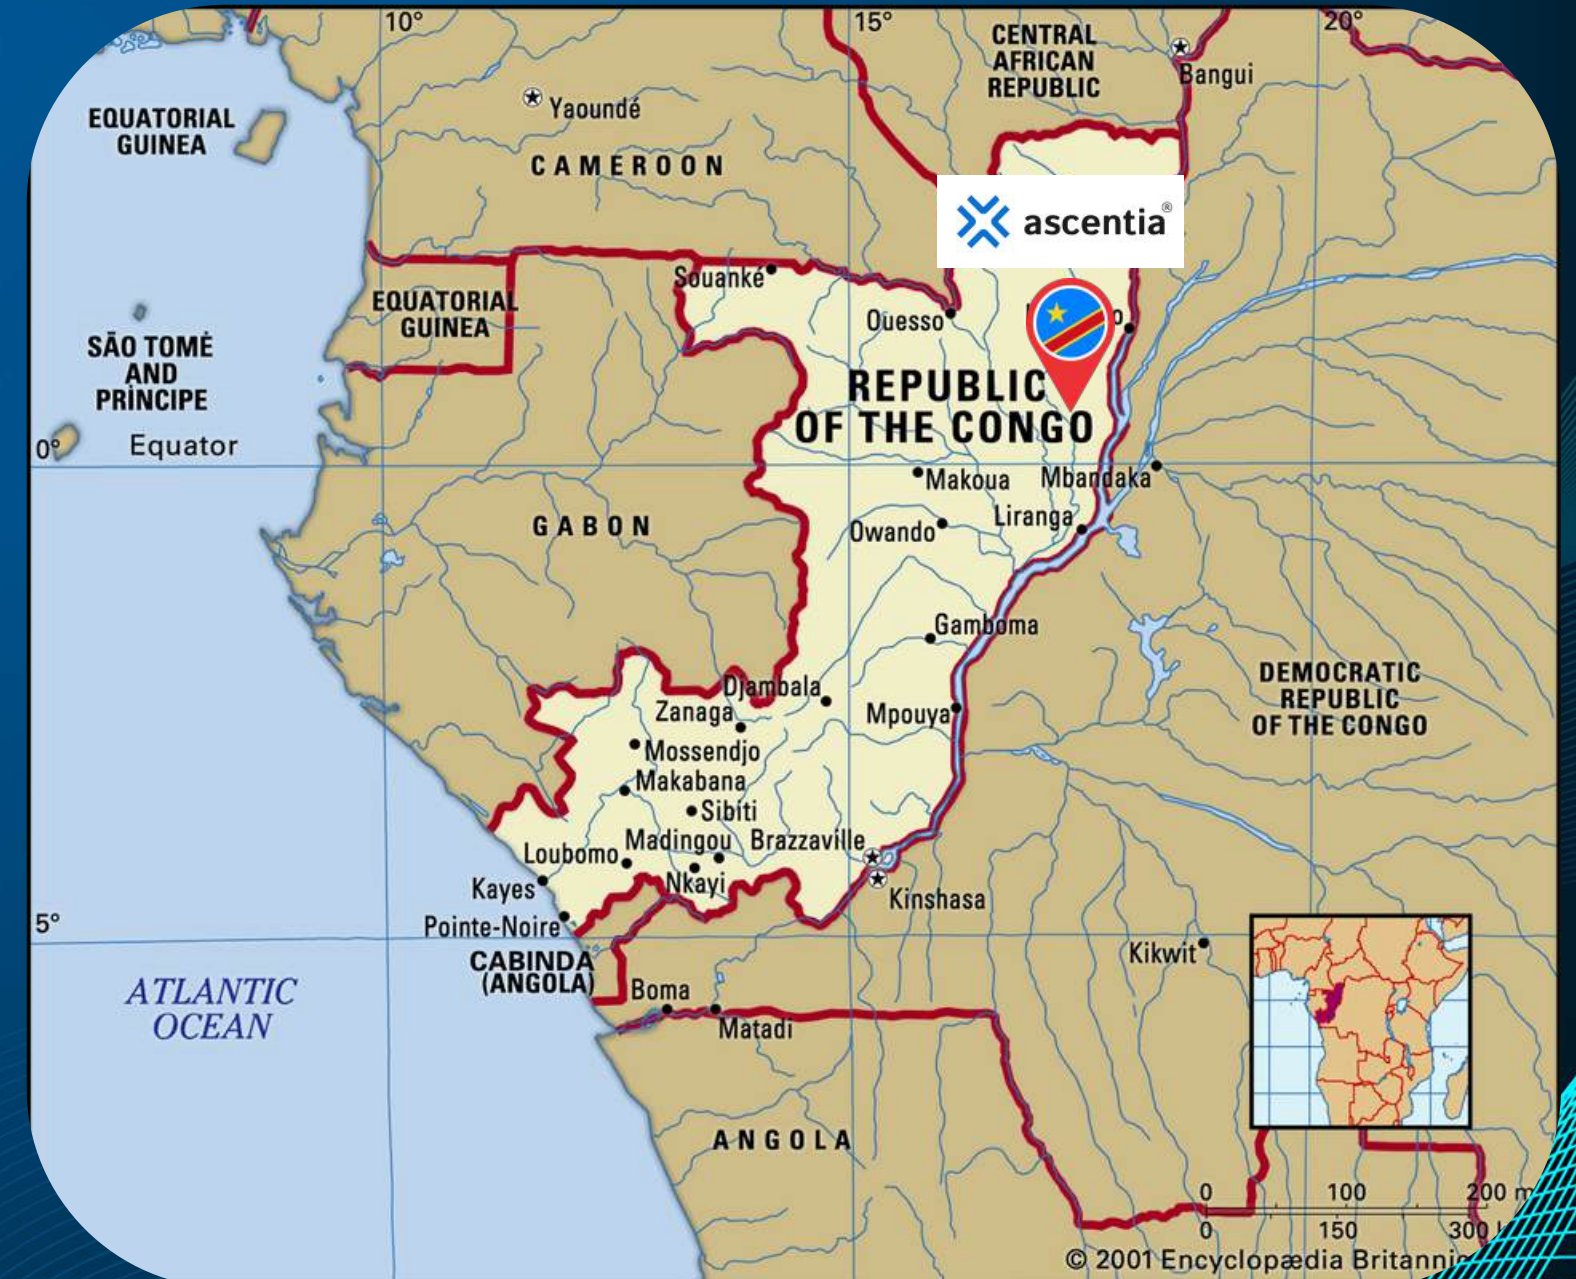 10°
15°
20°
CENTRAL
AFRICAN
REPUBLIC
Bangui
Yaoundé
EQUATORIAL
GUINEA
CAMEROON
ascentia®
Souanké
EQUATORIAL
GUINEA
Ouesso
SÃO TOMÉ
AND
PRÍNCIPE
REPUBLIC
OF THE CONGO
Equator
0°
Makoua
Mbandaka
Liranga
Owando
GABON
Gamboma
DEMOCRATIC
REPUBLIC
OF THE CONGO
Djambala
Zanaga
Mpouya
Mossendjo
Makabana
Sibiti
Madingou
Brazzaville
Loubomo
Nkayi
Kayes
Kinshasa
Pointe-Noire
5°
CABINDA
(ANGOLA)
Kikwit
ATLANTIC
OCEAN
Boma
Matadi
ANGOLA
0 100 200 m
0 150 300
© 2001 Encyclopædia Britannic